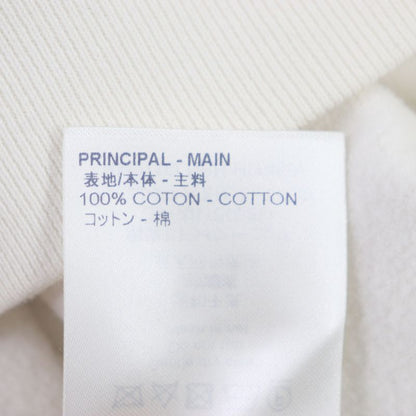 PRINCIPAL - MAIN
表地/本体 - 主料
100% COTON - COTTON
コットン - 棉